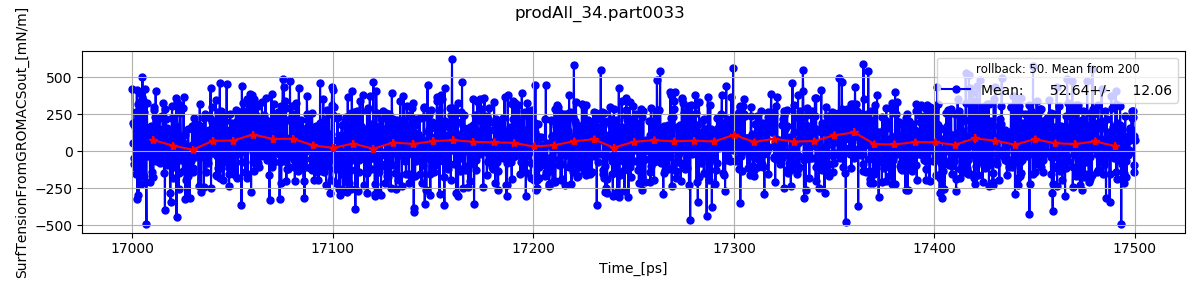 prodAll_34.part0033
SurfTensionFromGROMACSout_[mN/m]
500
250
0
−250
−500
rollback: 50. Mean from 200
Mean: 52.64+/- 12.06
17000 17100 17200 17300 17400 17500
Time_[ps]